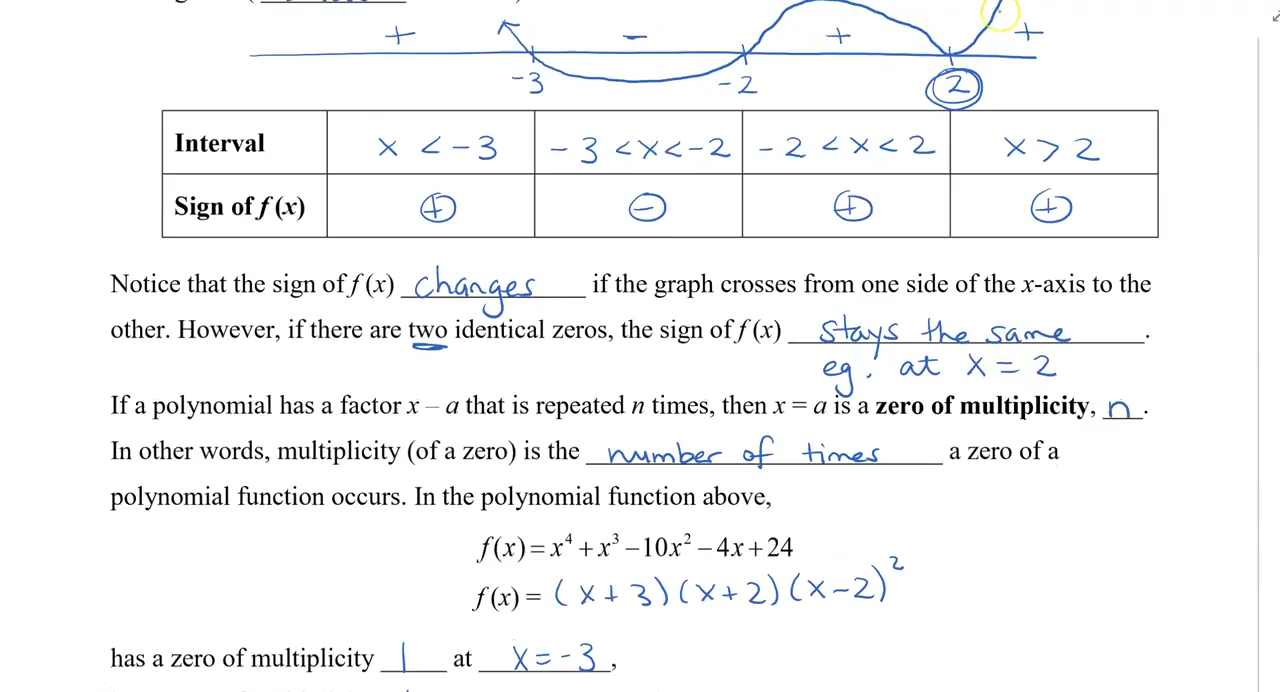 + - + +
-3 -2 2
Interval x < -3 -3 < x < -2 -2 < x < 2 x > 2
Sign of f(x) + - + +
Notice that the sign of f(x) changes if the graph crosses from one side of the x-axis to the
other. However, if there are two identical zeros, the sign of f(x) stays the same.
eg. at x = 2
If a polynomial has a factor x – a that is repeated n times, then x = a is a zero of multiplicity, n.
In other words, multiplicity (of a zero) is the number of times a zero of a
polynomial function occurs. In the polynomial function above,
f(x) = x⁴ + x³ − 10x² − 4x + 24
f(x) = (x+3)(x+2)(x-2)²
has a zero of multiplicity 1 at x = -3,